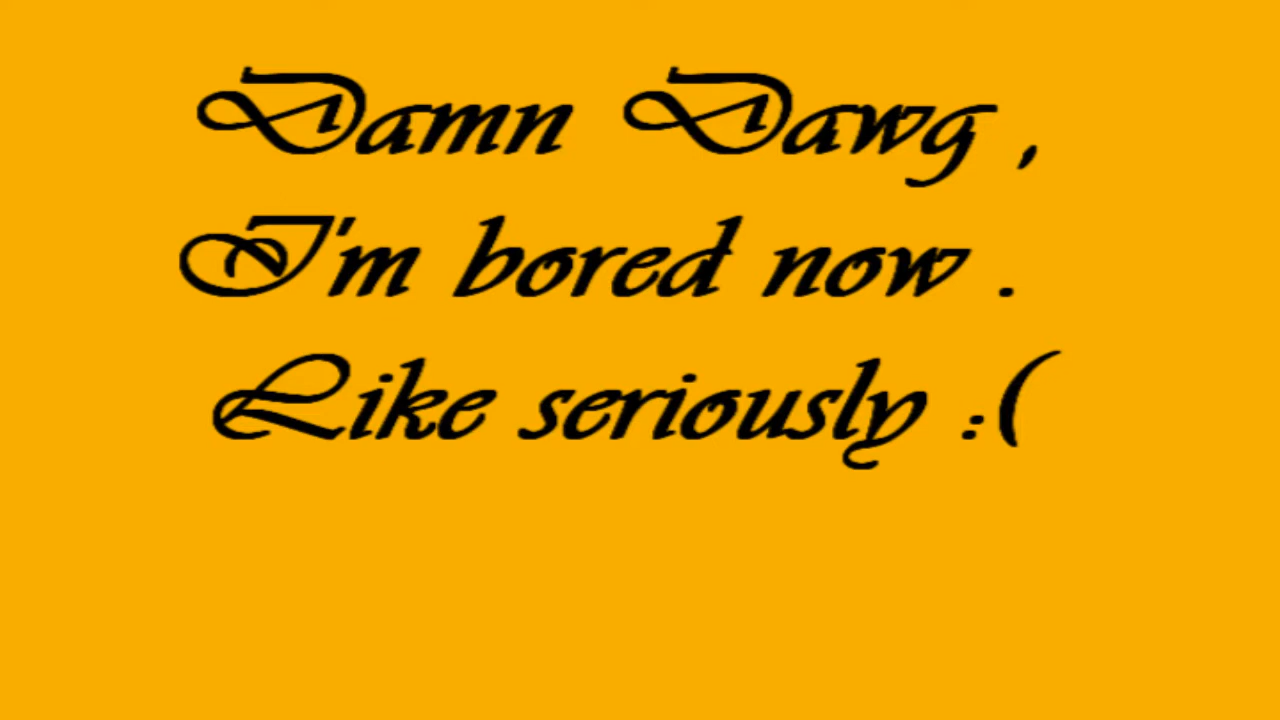 Damn Dawg ,
I'm bored now .
Like seriously :(